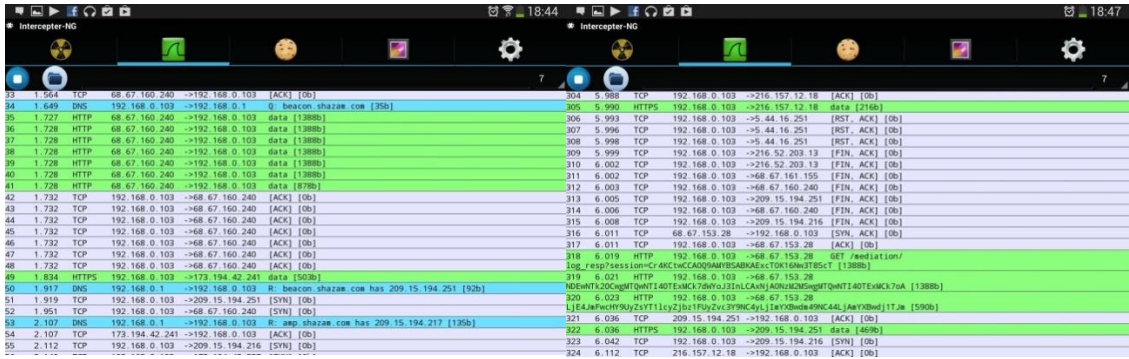 18:44
Intercepter-NG
7
33 1.564 TCP 68.67.160.240 ->192.168.0.103 [ACK] [0b]
34 1.649 DNS 192.168.0.103 ->192.168.0.1 Q: beacon.shazam.com [35b]
35 1.727 HTTP 68.67.160.240 ->192.168.0.103 data [1388b]
36 1.728 HTTP 68.67.160.240 ->192.168.0.103 data [1388b]
37 1.728 HTTP 68.67.160.240 ->192.168.0.103 data [1388b]
38 1.728 HTTP 68.67.160.240 ->192.168.0.103 data [1388b]
39 1.728 HTTP 68.67.160.240 ->192.168.0.103 data [1388b]
40 1.728 HTTP 68.67.160.240 ->192.168.0.103 data [1388b]
41 1.728 HTTP 68.67.160.240 ->192.168.0.103 data [878b]
42 1.732 TCP 192.168.0.103 ->68.67.160.240 [ACK] [0b]
43 1.732 TCP 192.168.0.103 ->68.67.160.240 [ACK] [0b]
44 1.732 TCP 192.168.0.103 ->68.67.160.240 [ACK] [0b]
45 1.732 TCP 192.168.0.103 ->68.67.160.240 [ACK] [0b]
46 1.732 TCP 192.168.0.103 ->68.67.160.240 [ACK] [0b]
47 1.732 TCP 192.168.0.103 ->68.67.160.240 [ACK] [0b]
48 1.732 TCP 192.168.0.103 ->68.67.160.240 [ACK] [0b]
49 1.834 HTTPS 192.168.0.103 ->173.194.42.241 data [503b]
50 1.917 DNS 192.168.0.1 ->192.168.0.103 R: beacon.shazam.com has 209.15.194.251 [92b]
51 1.919 TCP 192.168.0.103 ->209.15.194.251 [SYN] [0b]
52 1.951 TCP 192.168.0.103 ->68.67.160.240 [SYN] [0b]
53 2.107 DNS 192.168.0.1 ->192.168.0.103 R: amp.shazam.com has 209.15.194.217 [135b]
54 2.107 TCP 173.194.42.241 ->192.168.0.103 [ACK] [0b]
55 2.112 TCP 192.168.0.103 ->209.15.194.216 [SYN] [0b]
18:47
Intercepter-NG
7
304 5.988 TCP 192.168.0.103 ->216.157.12.18 [ACK] [0b]
305 5.990 HTTPS 192.168.0.103 ->216.157.12.18 data [216b]
306 5.993 TCP 192.168.0.103 ->5.44.16.251 [RST, ACK] [0b]
307 5.996 TCP 192.168.0.103 ->5.44.16.251 [RST, ACK] [0b]
308 5.998 TCP 192.168.0.103 ->5.44.16.251 [RST, ACK] [0b]
309 5.999 TCP 192.168.0.103 ->216.52.203.13 [FIN, ACK] [0b]
310 6.002 TCP 192.168.0.103 ->216.52.203.13 [FIN, ACK] [0b]
311 6.002 TCP 192.168.0.103 ->68.67.161.155 [FIN, ACK] [0b]
312 6.003 TCP 192.168.0.103 ->68.67.160.240 [FIN, ACK] [0b]
313 6.005 TCP 192.168.0.103 ->209.15.194.251 [FIN, ACK] [0b]
314 6.006 TCP 192.168.0.103 ->68.67.160.240 [FIN, ACK] [0b]
315 6.008 TCP 192.168.0.103 ->209.15.194.216 [FIN, ACK] [0b]
316 6.011 TCP 68.67.153.28 ->192.168.0.103 [SYN, ACK] [0b]
317 6.011 TCP 192.168.0.103 ->68.67.153.28 [ACK] [0b]
318 6.019 HTTP 192.168.0.103 ->68.67.153.28 GET /mediation/
[1388b]
319 6.021 HTTP 192.168.0.103 ->68.67.153.28
[1388b]
320 6.023 HTTP 192.168.0.103 ->68.67.153.28
[590b]
321 6.036 TCP 209.15.194.251 ->192.168.0.103 [ACK] [0b]
322 6.036 HTTPS 192.168.0.103 ->209.15.194.251 data [469b]
323 6.042 TCP 192.168.0.103 ->209.15.194.216 [SYN] [0b]
324 6.112 TCP 216.157.12.18 ->192.168.0.103 [ACK] [0b]